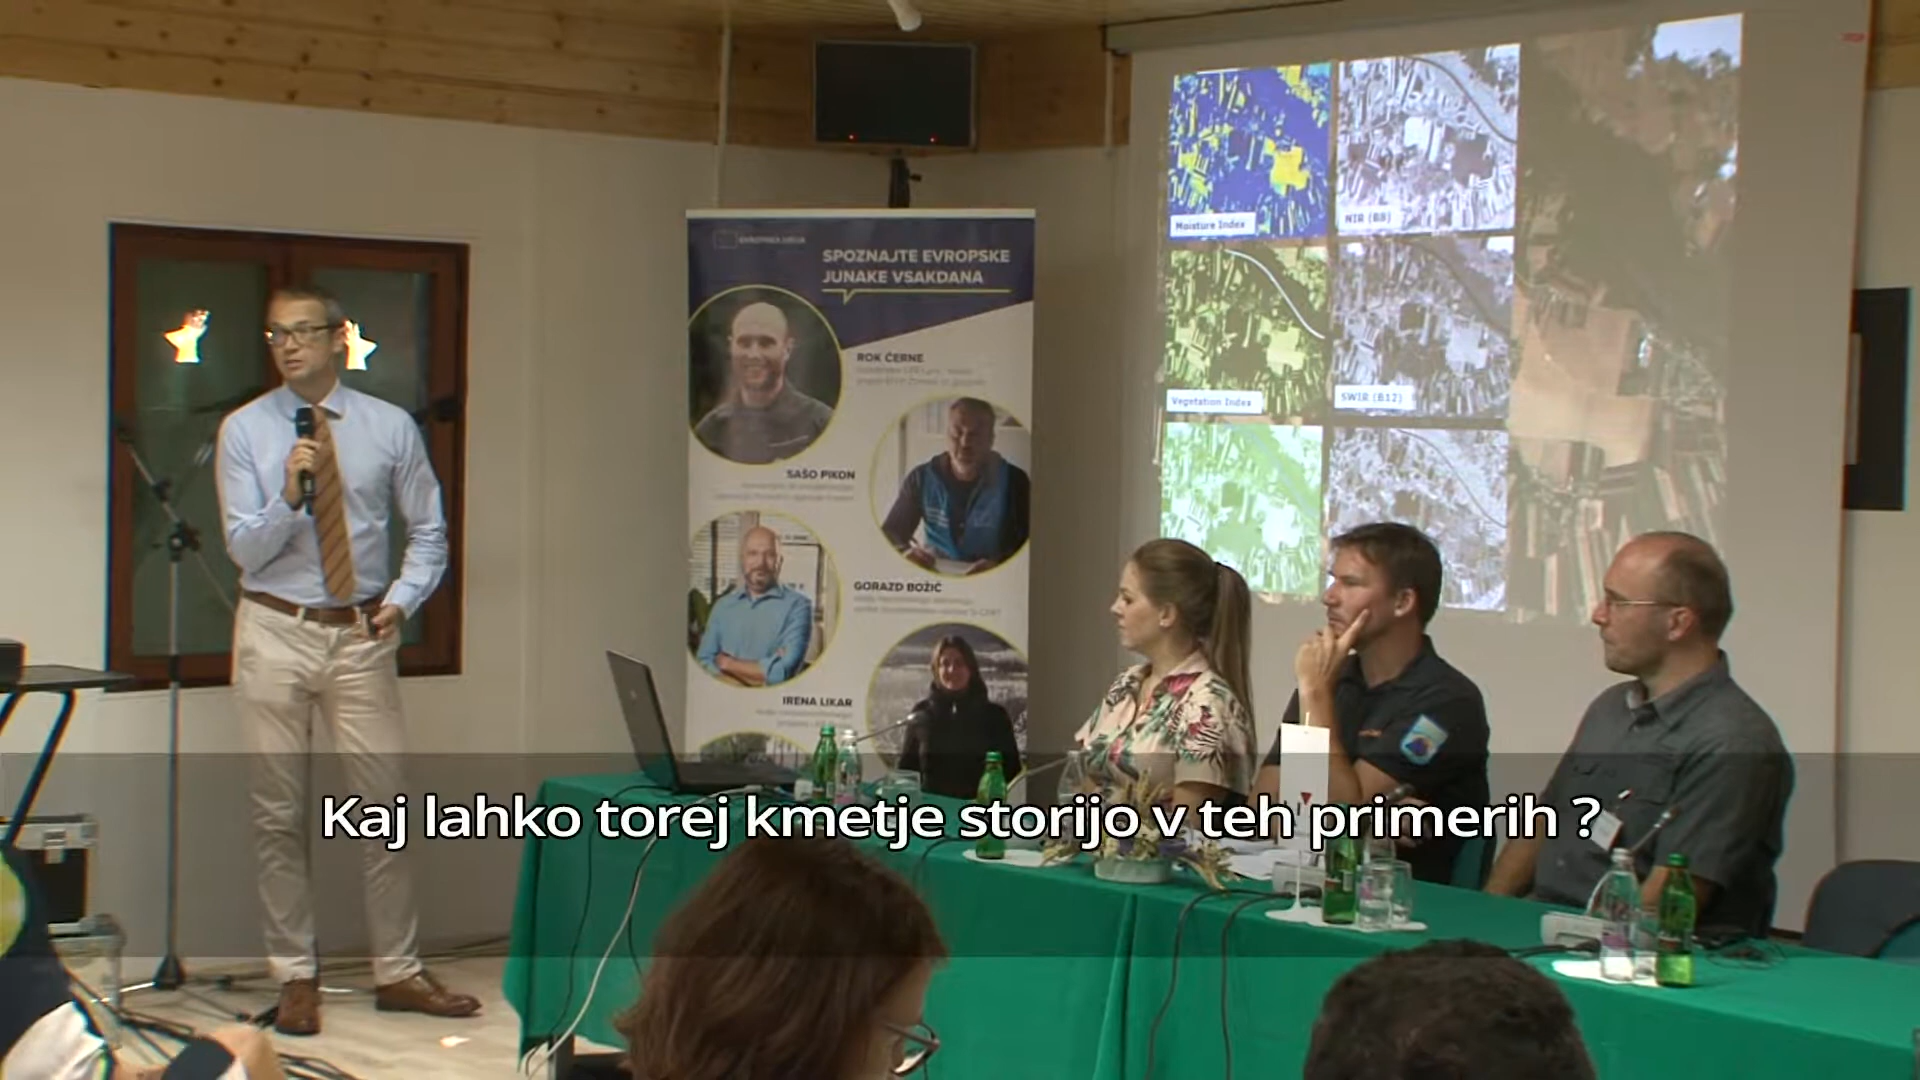 SPOZNAJTE EVROPSKE
JUNAKE VSAKDANA
ROK ČERNE
SAŠO PIKON
GORAZD BOŽIČ
IRENA LIKAR
Moisture Index
NIR (B8)
Vegetation Index
SWIR (B12)
Kaj lahko torej kmetje storijo v teh primerih ?